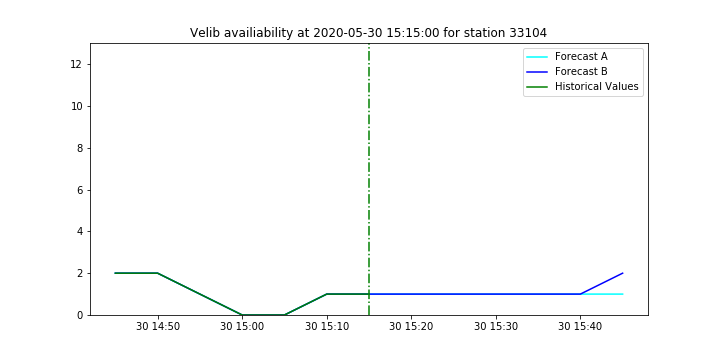 Velib availiability at 2020-05-30 15:15:00 for station 33104
Forecast A
Forecast B
Historical Values
12
10
8
6
4
2
0
30 14:50 30 15:00 30 15:10 30 15:20 30 15:30 30 15:40